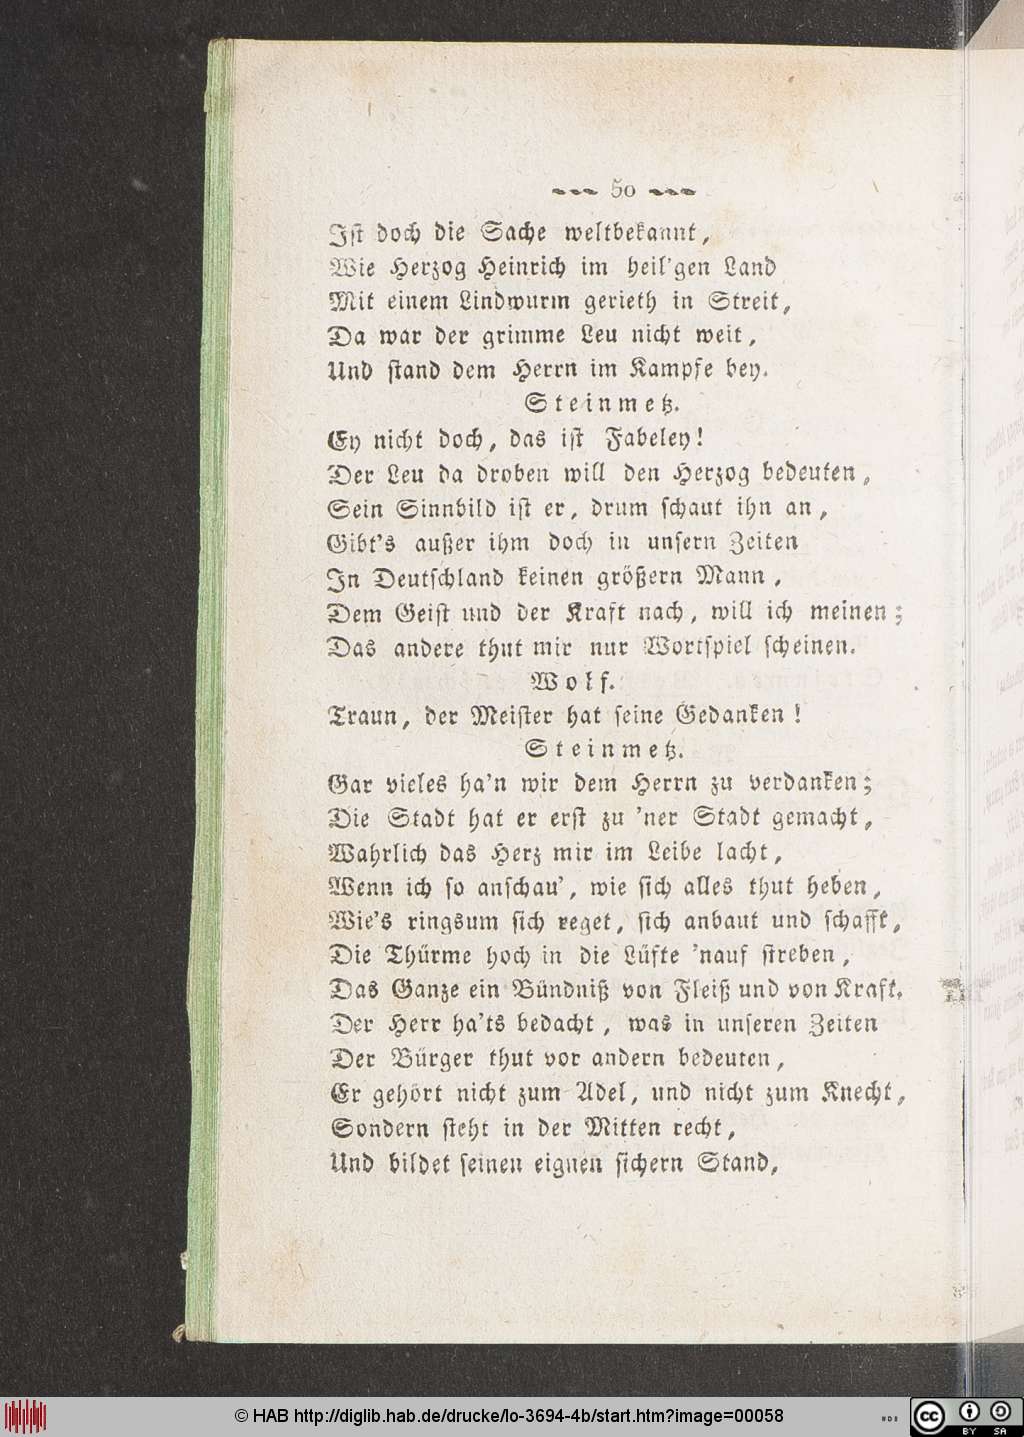 50
Ist doch die Sache weltbekannt,
Wie Herzog Heinrich im heil'gen Land
Mit einem Lindwurm gerieth in Streit,
Da war der grimme Leu nicht weit,
Und stand dem Herrn im Kampfe bey.
Steinmetz.
Ey nicht doch, das ist Fabeley!
Der Leu da droben will den Herzog bedeuten,
Sein Sinnbild ist er, drum schaut ihn an,
Gibt's außer ihm doch in unsern Zeiten
In Deutschland keinen größern Mann,
Dem Geist und der Kraft nach, will ich meinen;
Das andere thut mir nur Wortspiel scheinen.
Wolf.
Traun, der Meister hat seine Gedanken!
Steinmetz.
Gar vieles ha'n wir dem Herrn zu verdanken;
Die Stadt hat er erst zu 'ner Stadt gemacht,
Wahrlich das Herz mir im Leibe lacht,
Wenn ich so anschau', wie sich alles thut heben,
Wie's ringsum sich reget, sich anbaut und schafft,
Die Thürme hoch in die Lüfte 'nauf streben,
Das Ganze ein Bündniß von Fleiß und von Kraft.
Der Herr ha'ts bedacht, was in unseren Zeiten
Der Bürger thut vor andern bedeuten,
Er gehört nicht zum Adel, und nicht zum Knecht,
Sondern steht in der Mitten recht,
Und bildet seinen eignen sichern Stand,
© HAB http://diglib.hab.de/drucke/lo-3694-4b/start.htm?image=00058
CC BY SA